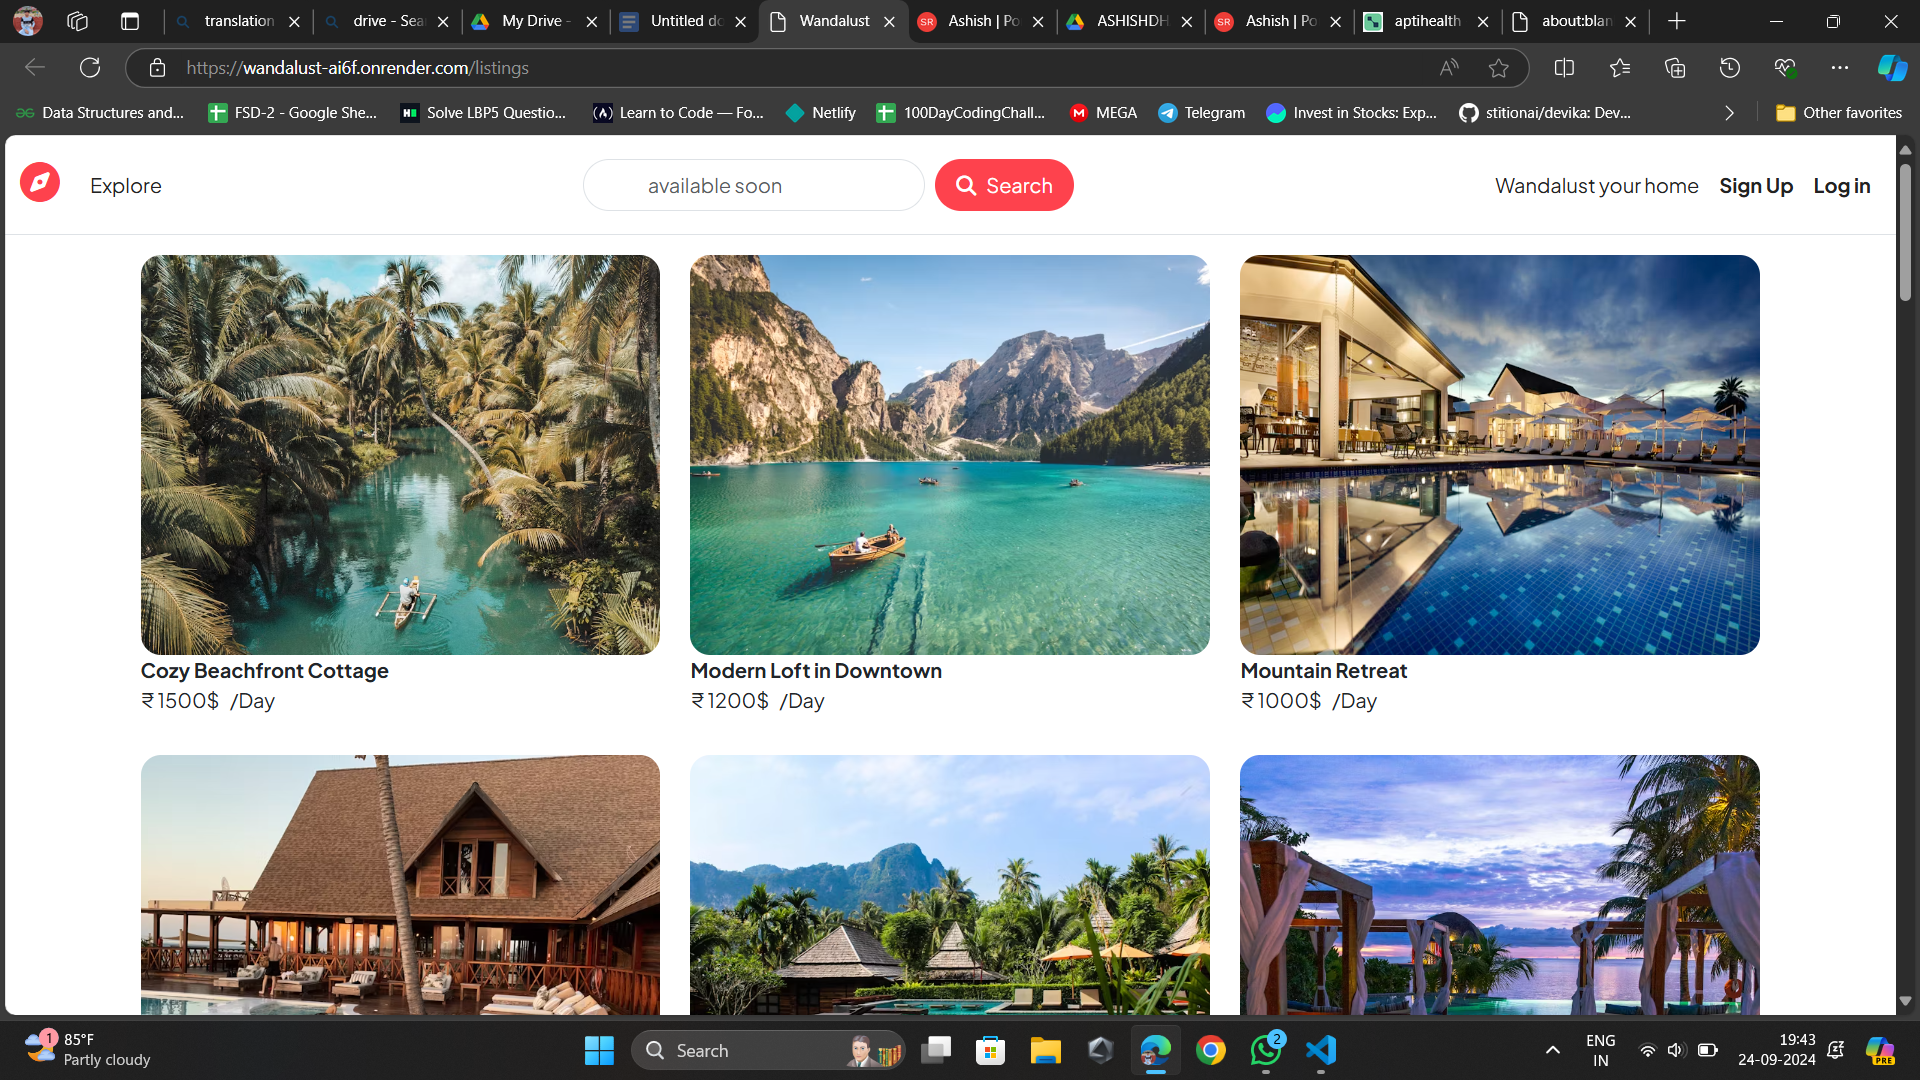 translation
drive - Sea
My Drive -
Untitled do
Wandalust
Ashish | Po
ASHISHDH
Ashish | Po
aptihealth
about:blan
https://wandalust-ai6f.onrender.com/listings
Data Structures and...
FSD-2 - Google She...
Solve LBP5 Questio...
Learn to Code — Fo...
Netlify
100DayCodingChall...
MEGA
Telegram
Invest in Stocks: Exp...
stitionai/devika: Dev...
Other favorites
Explore
available soon
Search
Wandalust your home
Sign Up
Log in
Cozy Beachfront Cottage
₹1500$ /Day
Modern Loft in Downtown
₹1200$ /Day
Mountain Retreat
₹1000$ /Day
1
85°F
Partly cloudy
Search
2
ENG
IN
19:43
24-09-2024
PRE